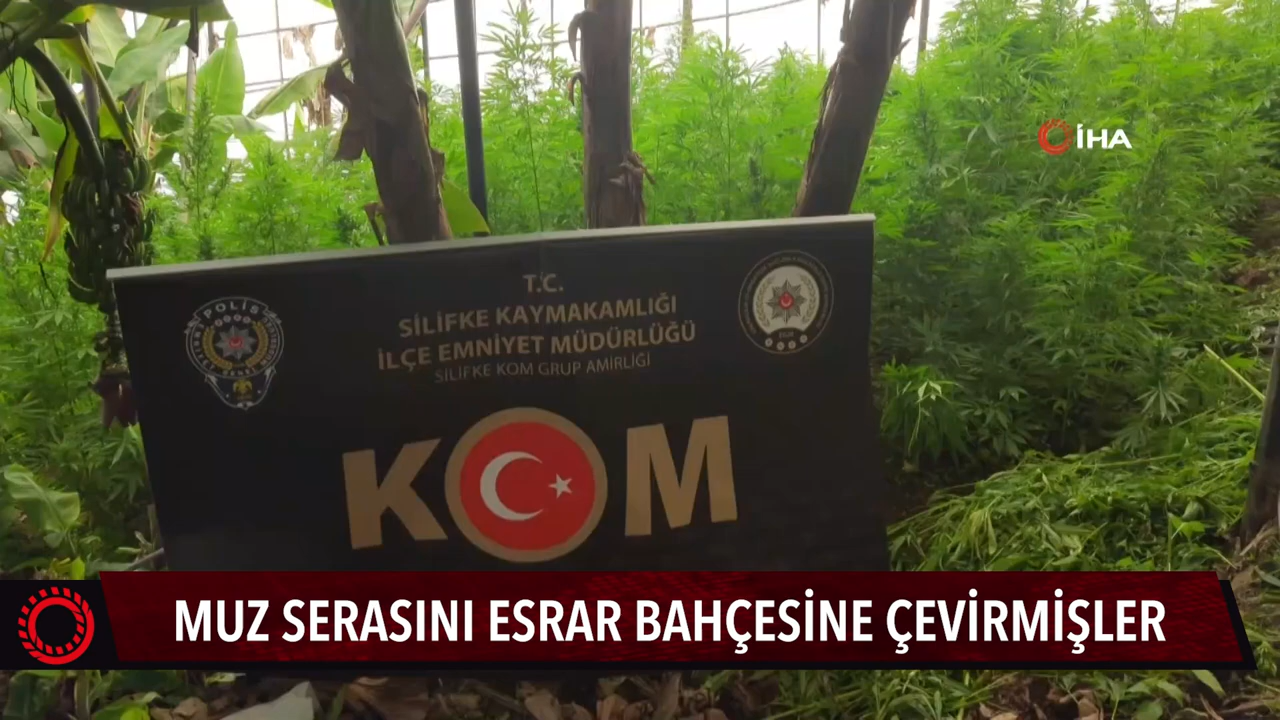 İHA
T.C.
SİLİFKE KAYMAKAMLIĞI
İLÇE EMNİYET MÜDÜRLÜĞÜ
SİLİFKE KOM GRUP AMİRLİĞİ
POLİS
KOM
MUZ SERASINI ESRAR BAHÇESİNE ÇEVİRMİŞLER